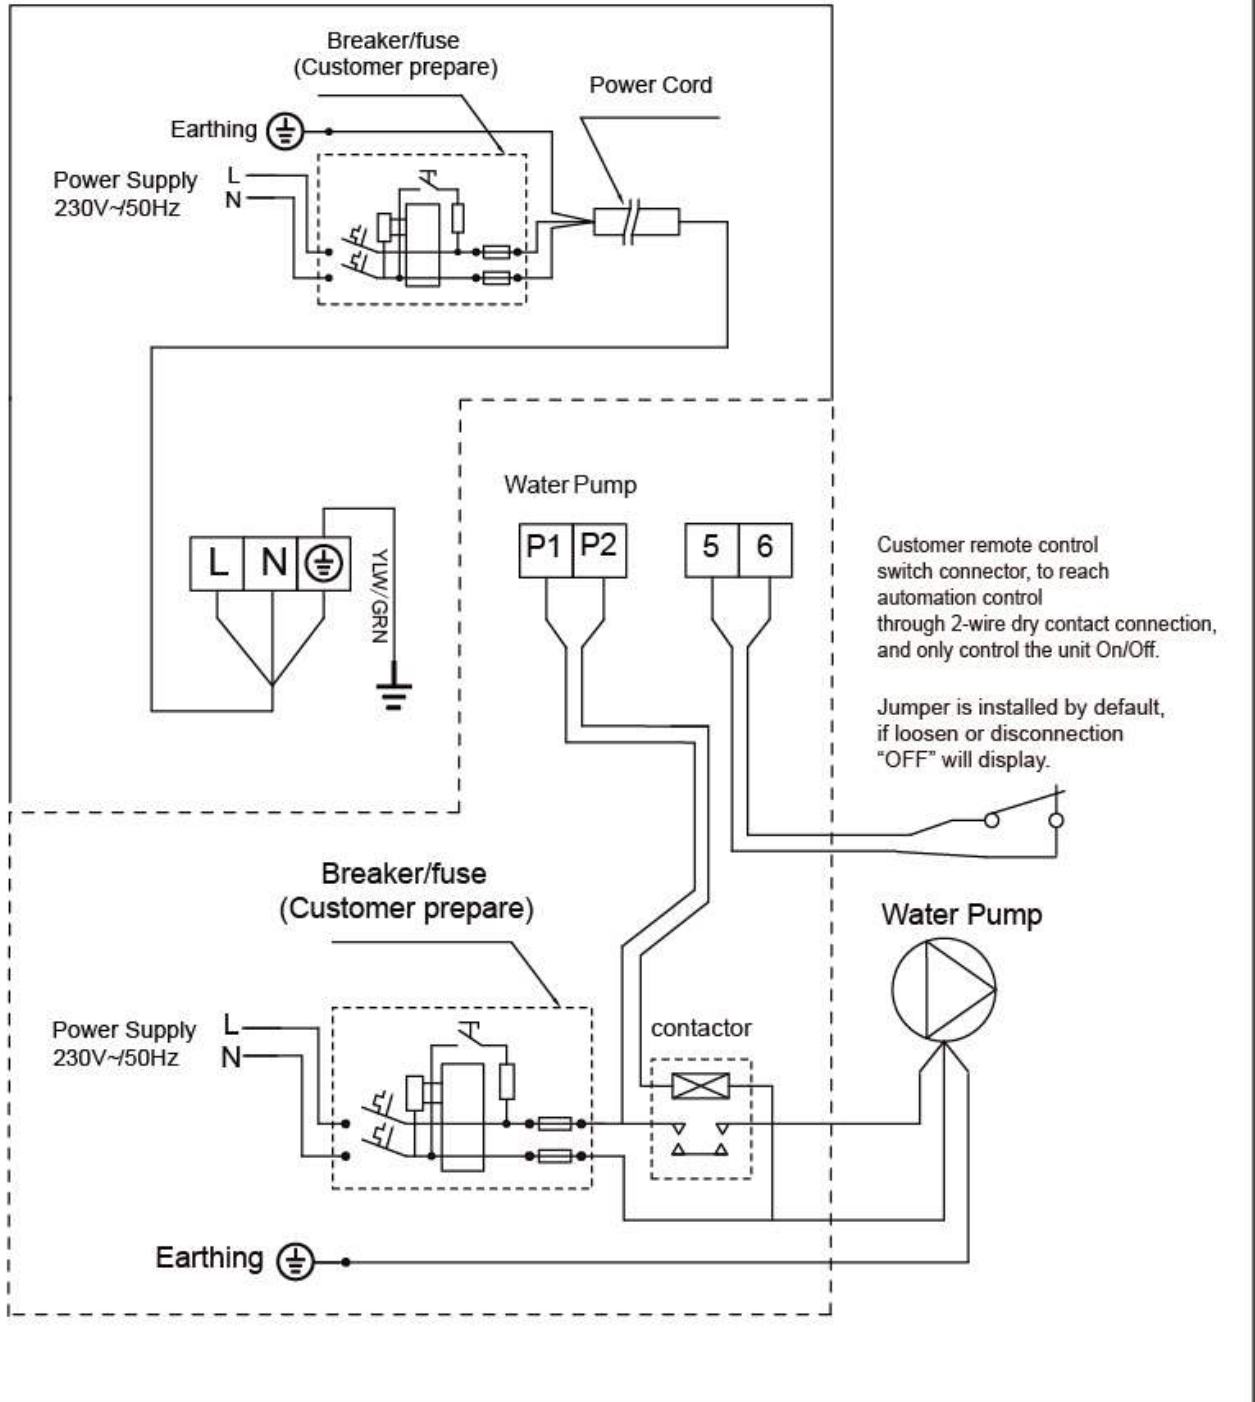 Breaker/fuse
(Customer prepare)
Power Cord
Earthing
Power Supply
230V~/50Hz
L
N
Water Pump
L N
YLW/GRN
P1 P2
5 6
Customer remote control
switch connector, to reach
automation control
through 2-wire dry contact connection,
and only control the unit On/Off.
Jumper is installed by default,
if loosen or disconnection
“OFF” will display.
Breaker/fuse
(Customer prepare)
Water Pump
Power Supply
230V~/50Hz
L
N
contactor
Earthing